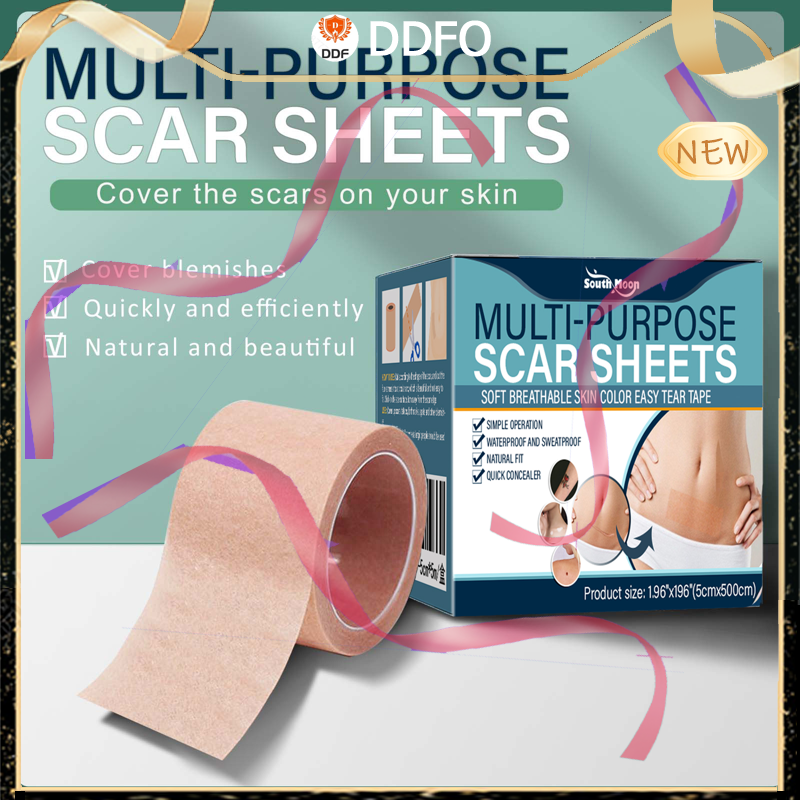 DDF
DDFO
MULTI-PURPOSE
SCAR SHEETS
NEW
Cover the scars on your skin
Cover blemishes
Quickly and efficiently
Natural and beautiful
South Moon
MULTI-PURPOSE
SCAR SHEETS
SOFT BREATHABLE SKIN COLOR EASY TEAR TAPE
SIMPLE OPERATION
WATERPROOF AND SWEATPROOF
NATURAL FIT
QUICK CONCEALER
Product size: 1.96"x196"(5cmx500cm)